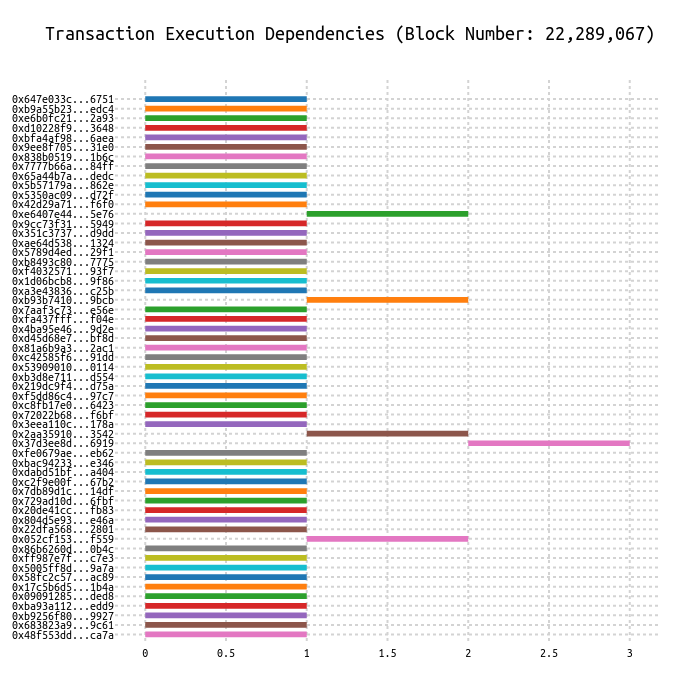 Transaction Execution Dependencies (Block Number: 22,289,067)
0x647e033c...6751
0xb9a55b23...edc4
0xe6b0fc21...2a93
0xd10228f9...3648
0xbfa4af98...6aea
0x9ee8f705...31e0
0x838b0519...1b6c
0x7777b66a...84ff
0x65a44b7a...dedc
0x5b57179a...862e
0x5350ac09...d72f
0x42d29a71...f6f0
0xe6407e44...5e76
0x9cc73f31...5949
0x351c3737...d9dd
0xae64d538...1324
0x5789d4ed...29f1
0xb8493c80...7775
0xf4032571...93f7
0x1d06bcb8...9f86
0xa3e43836...c25b
0xb93b7410...9bcb
0x7aaf3c73...e56e
0xfa437fff...f04e
0x4ba95e46...9d2e
0xd45d68e7...bf8d
0x81a6b9a3...2ac1
0xc42585f6...91dd
0x53909010...0114
0xb3d8e711...d554
0x219dc9f4...d75a
0xf5dd86c4...97c7
0xc8fb17e0...6423
0x72022b68...f6bf
0x3eea110c...178a
0x2aa35910...3542
0x37d3ee8d...6919
0xfe0679ae...eb62
0xbac94233...e346
0xdabd51bf...a404
0xc2f9e00f...67b2
0x7db89d1c...14df
0x729ad10d...6fbf
0x20de41cc...fb83
0x804d5e93...e46a
0x22dfa568...2801
0x052cf153...f559
0x86b6260d...0b4c
0xff987e7f...c7e3
0x5005ff8d...9a7a
0x58fc2c57...ac89
0x17c5b6d5...1b4a
0x09091285...ded8
0xba93a112...edd9
0xb9256f80...9927
0x683823a9...9c61
0x48f553dd...ca7a
0 0.5 1 1.5 2 2.5 3